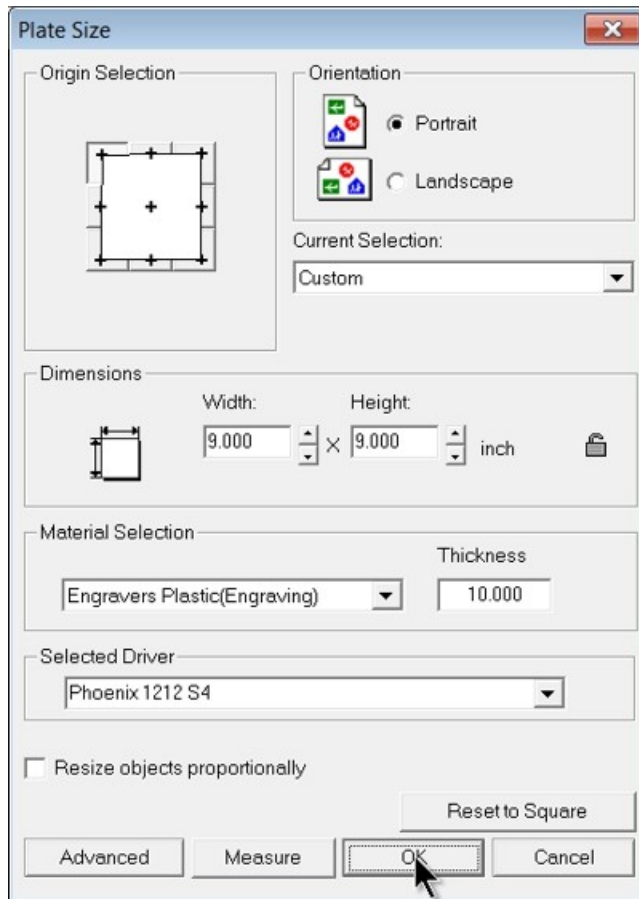 Plate Size
Origin Selection
Orientation
Portrait
Landscape
Current Selection:
Custom
Dimensions
Width: Height:
9.000 X 9.000 inch
Material Selection
Thickness
Engravers Plastic(Engraving) 10.000
Selected Driver
Phoenix 1212 S4
Resize objects proportionally
Reset to Square
Advanced Measure OK Cancel